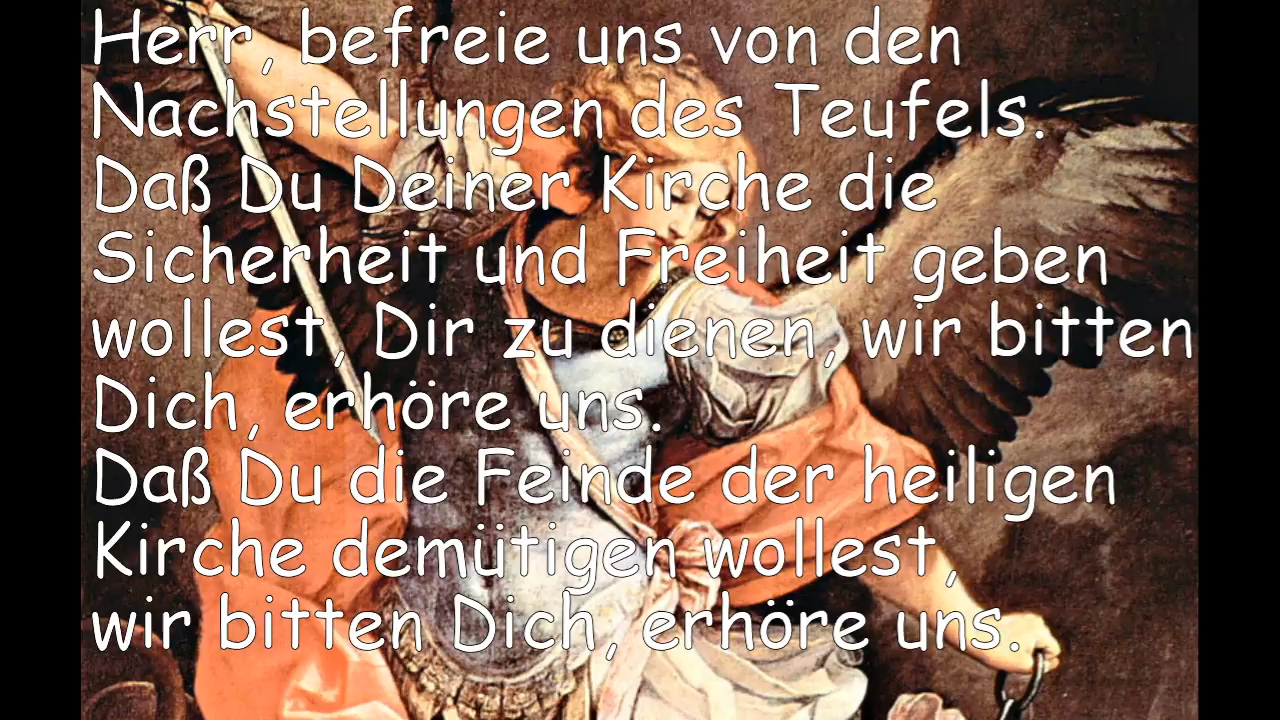 Herr, befreie uns von den
Nachstellungen des Teufels.
Daß Du Deiner Kirche die
Sicherheit und Freiheit geben
wollest, Dir zu dienen, wir bitten
Dich, erhöre uns.
Daß Du die Feinde der heiligen
Kirche demütigen wollest,
wir bitten Dich, erhöre uns.